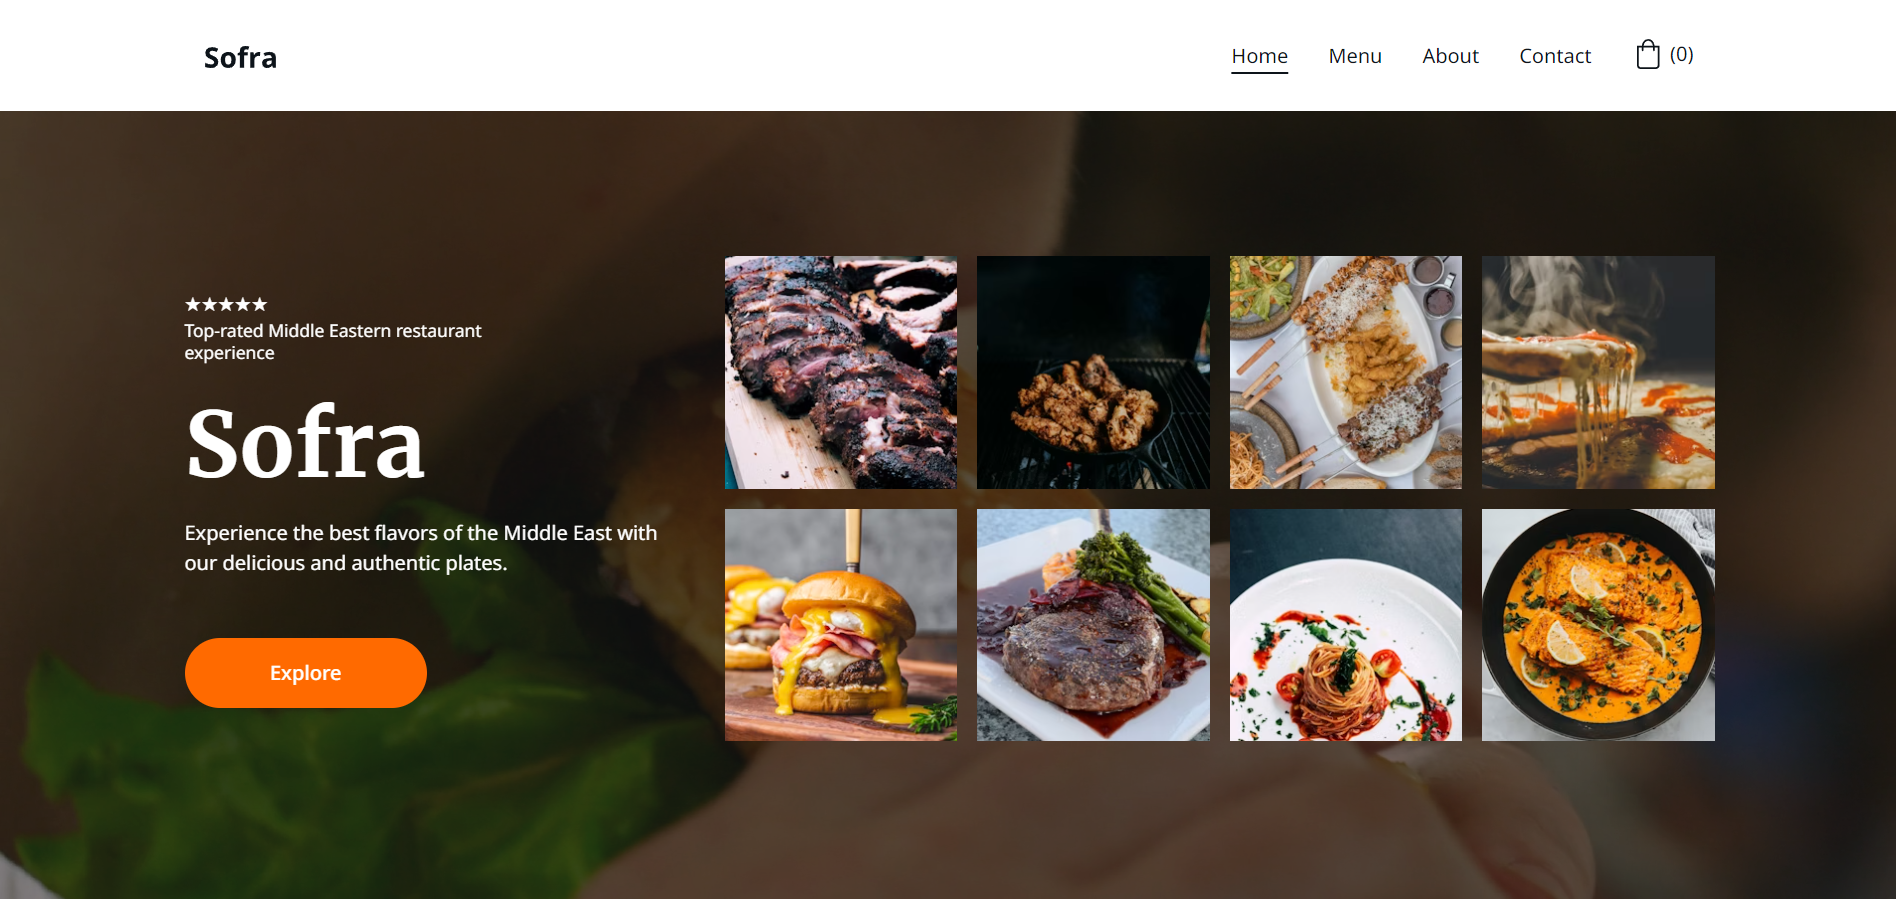 Sofra
Home
Menu
About
Contact
(0)
★★★★★
Top-rated Middle Eastern restaurant
experience
Sofra
Experience the best flavors of the Middle East with
our delicious and authentic plates.
Explore